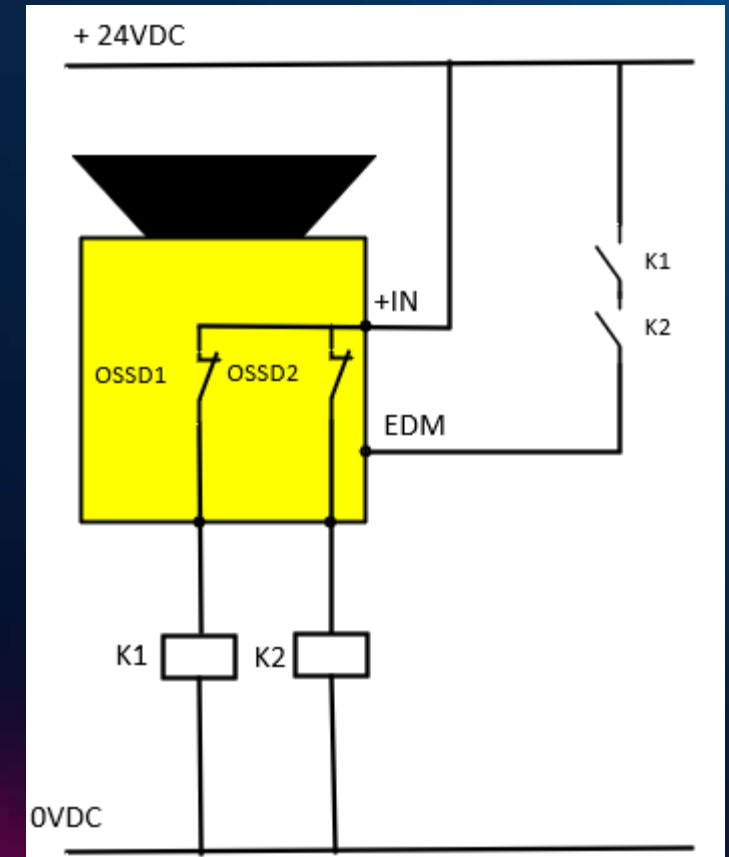 + 24VDC
K1
+IN
K2
OSSD1
OSSD2
EDM
K1
K2
0VDC